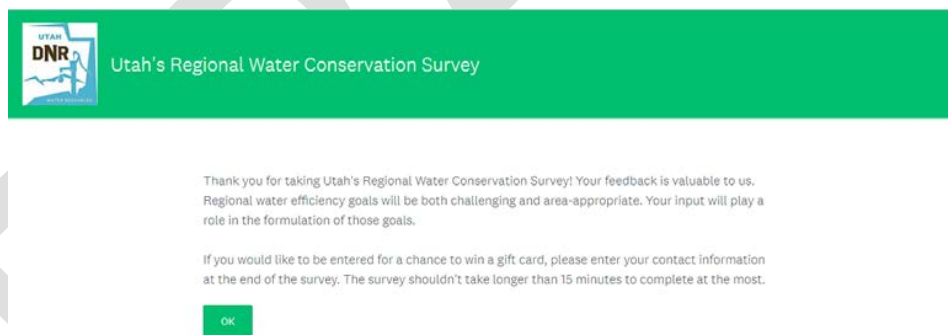 UTAH
DNR
WATER RESOURCES
Utah's Regional Water Conservation Survey
Thank you for taking Utah's Regional Water Conservation Survey! Your feedback is valuable to us.
Regional water efficiency goals will be both challenging and area-appropriate. Your input will play a
role in the formulation of those goals.
If you would like to be entered for a chance to win a gift card, please enter your contact information
at the end of the survey. The survey shouldn't take longer than 15 minutes to complete at the most.
OK